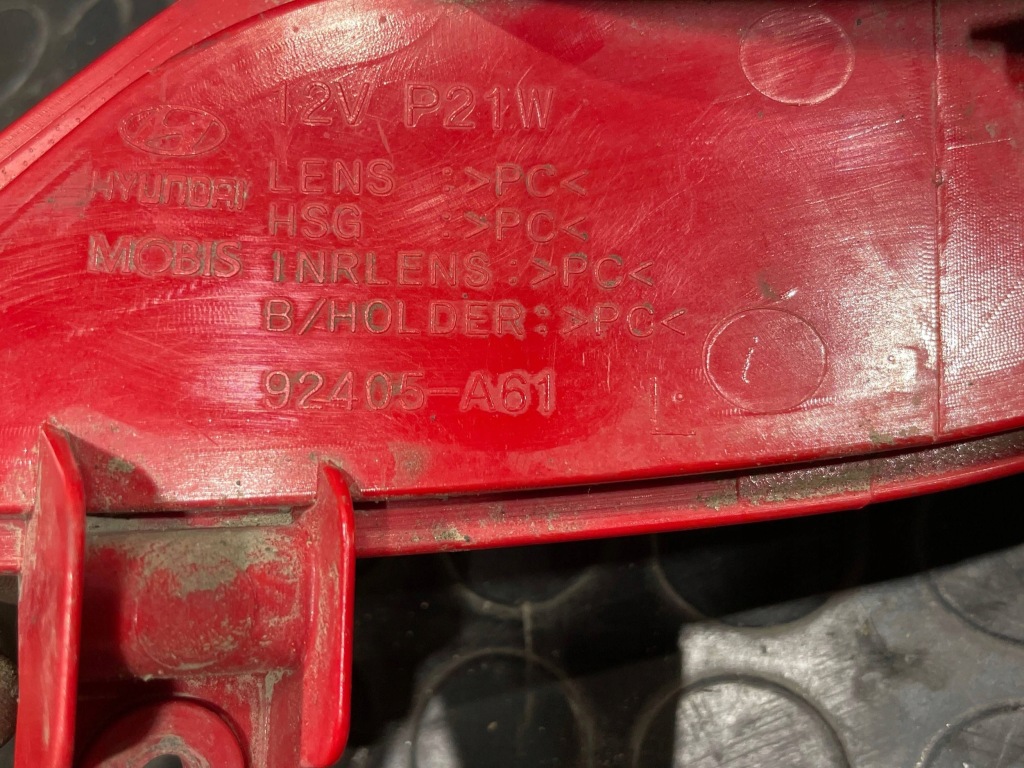 12V P21W
HYUNDAI
MOBIS
LENS :>PC<
HSG :>PC<
INRLENS:>PC<
B/HOLDER:>PC<
92405-A61 L